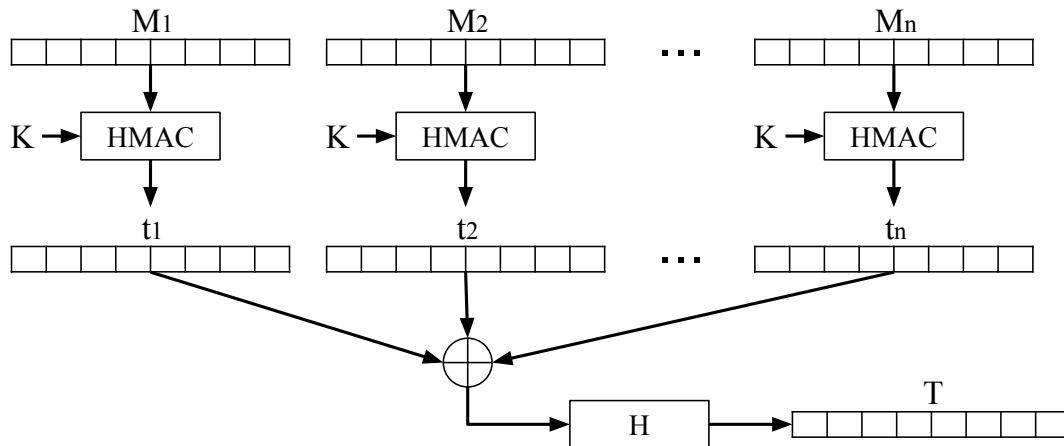 M1 M2 ... Mn
K HMAC K HMAC K HMAC
t1 t2 ... tn
T
H